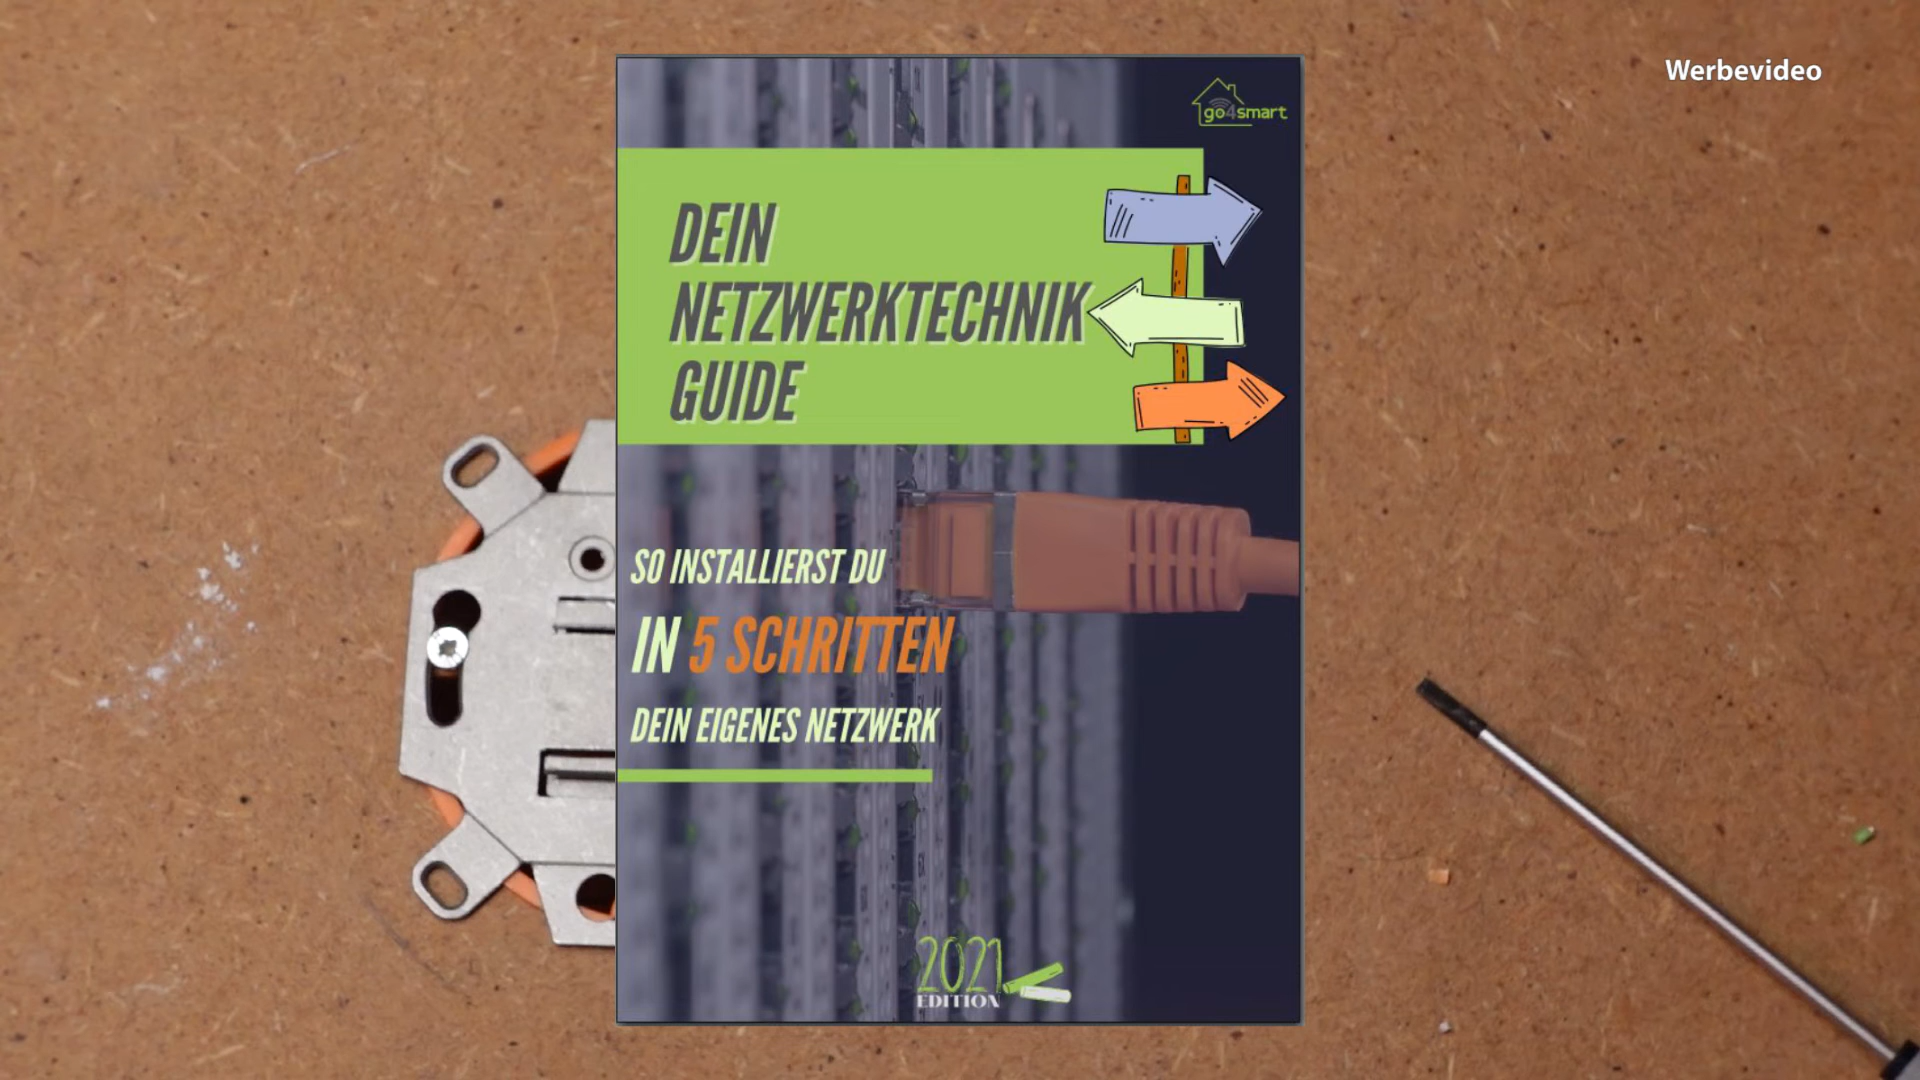 Werbevideo
go4smart
DEIN
NETZWERKTECHNIK
GUIDE
SO INSTALLIERST DU
IN 5 SCHRITTEN
DEIN EIGENES NETZWERK
2021
EDITION